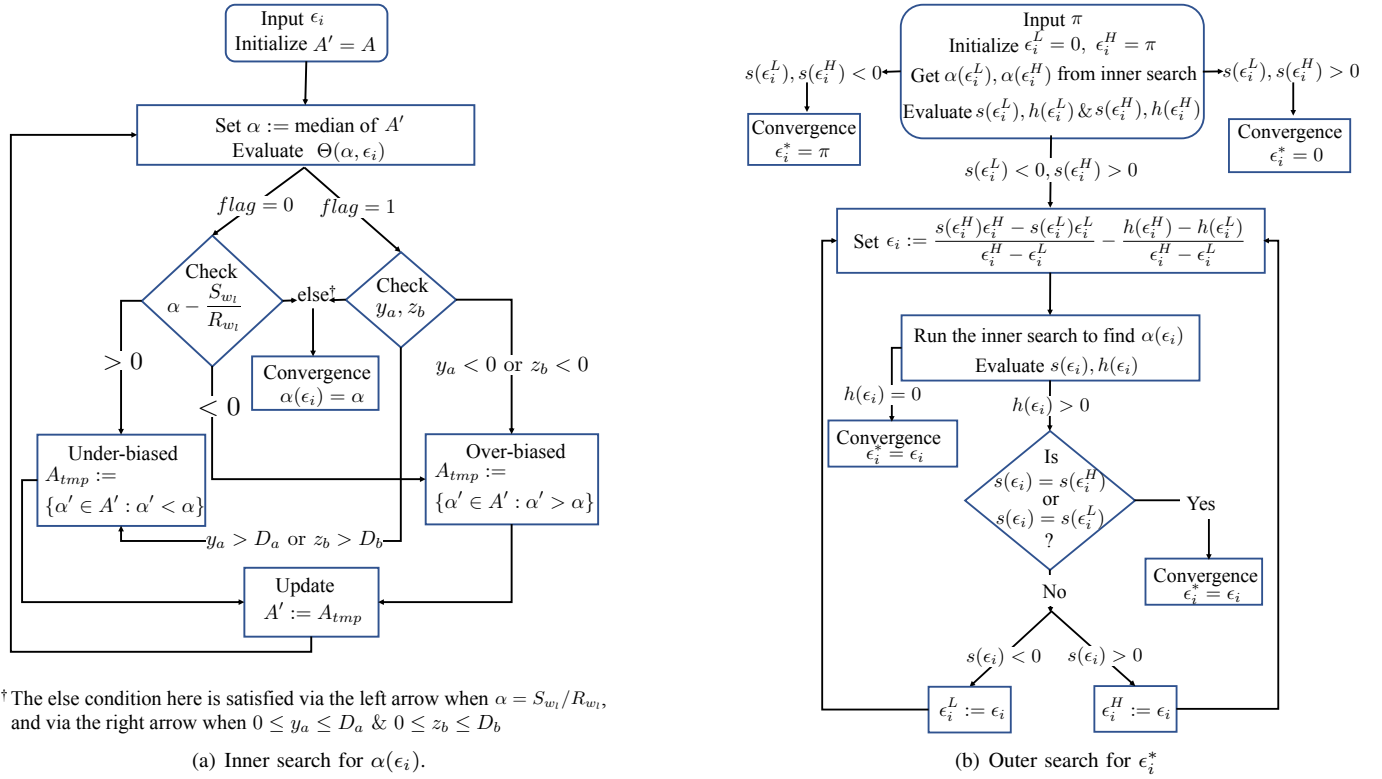 Input ϵ_i
Initialize A′ = A
Set α := median of A′
Evaluate Θ(α, ϵ_i)
flag = 0
flag = 1
Check
α − S_{w_l} / R_{w_l}
else†
Check
y_a, z_b
> 0
< 0
Convergence
α(ϵ_i) = α
y_a < 0 or z_b < 0
Under-biased
A_{tmp} :=
{α′ ∈ A′ : α′ < α}
Over-biased
A_{tmp} :=
{α′ ∈ A′ : α′ > α}
y_a > D_a or z_b > D_b
Update
A′ := A_{tmp}
† The else condition here is satisfied via the left arrow when α = S_{w_l}/R_{w_l},
and via the right arrow when 0 ≤ y_a ≤ D_a & 0 ≤ z_b ≤ D_b
(a) Inner search for α(ϵ_i).
Input π
Initialize ϵ_i^L = 0, ϵ_i^H = π
Get α(ϵ_i^L), α(ϵ_i^H) from inner search
Evaluate s(ϵ_i^L), h(ϵ_i^L) & s(ϵ_i^H), h(ϵ_i^H)
s(ϵ_i^L), s(ϵ_i^H) < 0
s(ϵ_i^L), s(ϵ_i^H) > 0
Convergence
ϵ_i^* = π
Convergence
ϵ_i^* = 0
s(ϵ_i^L) < 0, s(ϵ_i^H) > 0
Set ϵ_i := (s(ϵ_i^H)ϵ_i^H − s(ϵ_i^L)ϵ_i^L) / (ϵ_i^H − ϵ_i^L) − (h(ϵ_i^H) − h(ϵ_i^L)) / (ϵ_i^H − ϵ_i^L)
Run the inner search to find α(ϵ_i)
Evaluate s(ϵ_i), h(ϵ_i)
h(ϵ_i) = 0
h(ϵ_i) > 0
Convergence
ϵ_i^* = ϵ_i
Is
s(ϵ_i) = s(ϵ_i^H)
or
s(ϵ_i) = s(ϵ_i^L)
?
Yes
Convergence
ϵ_i^* = ϵ_i
No
s(ϵ_i) < 0
s(ϵ_i) > 0
ϵ_i^L := ϵ_i
ϵ_i^H := ϵ_i
(b) Outer search for ϵ_i^*